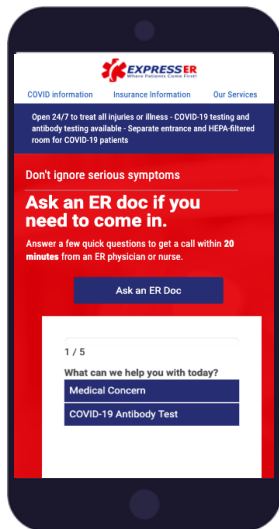 EXPRESS ER
Where Patients Come First!
COVID information Insurance Information Our Services
Open 24/7 to treat all injuries or illness - COVID-19 testing and
antibody testing available - Separate entrance and HEPA-filtered
room for COVID-19 patients
Don't ignore serious symptoms
Ask an ER doc if you
need to come in.
Answer a few quick questions to get a call within 20
minutes from an ER physician or nurse.
Ask an ER Doc
1 / 5
What can we help you with today?
Medical Concern
COVID-19 Antibody Test